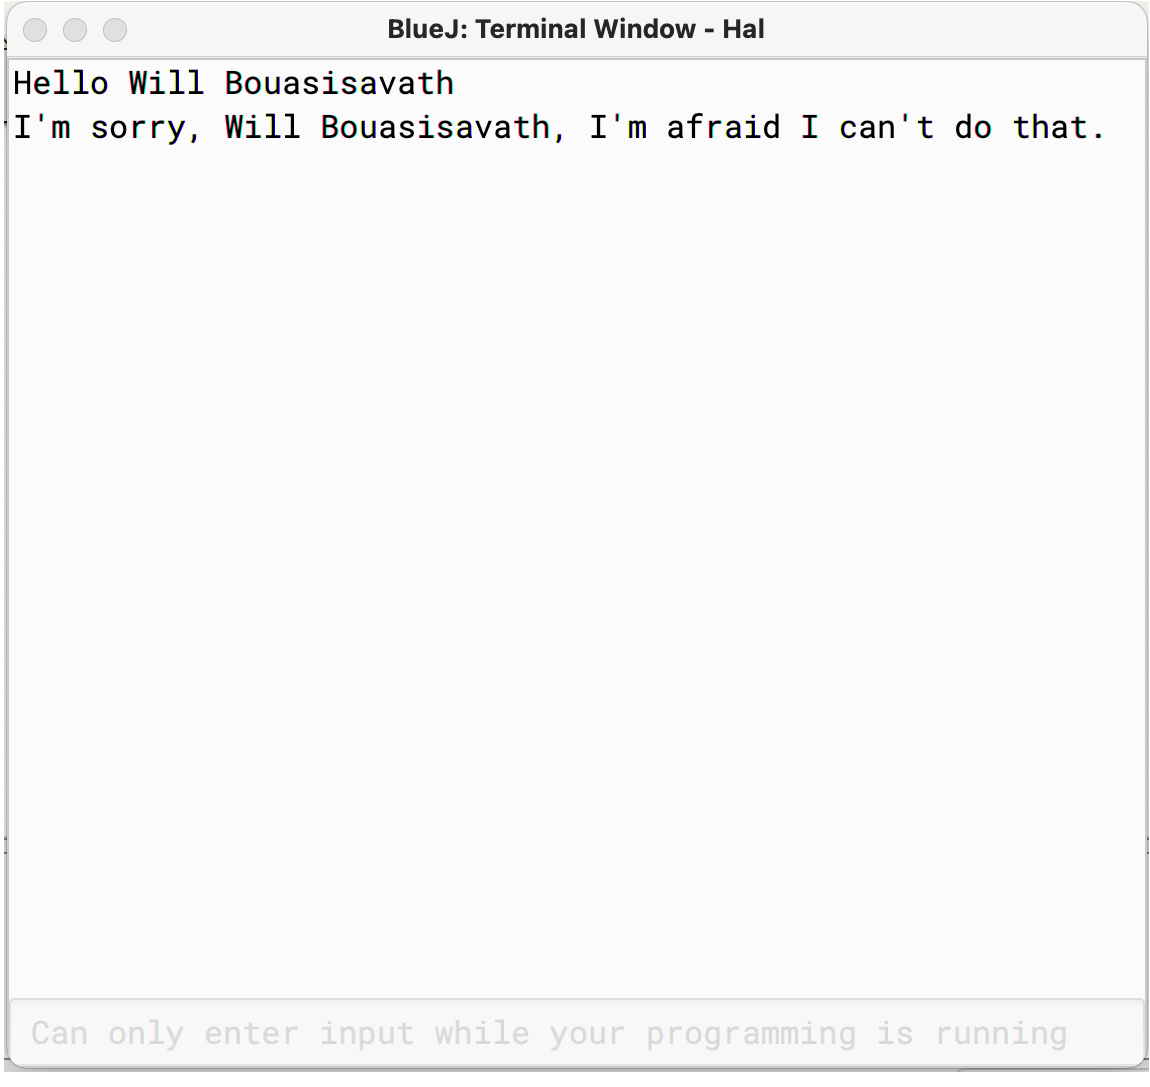 BlueJ: Terminal Window - Hal
Hello Will Bouasisavath
I'm sorry, Will Bouasisavath, I'm afraid I can't do that.
Can only enter input while your programming is running